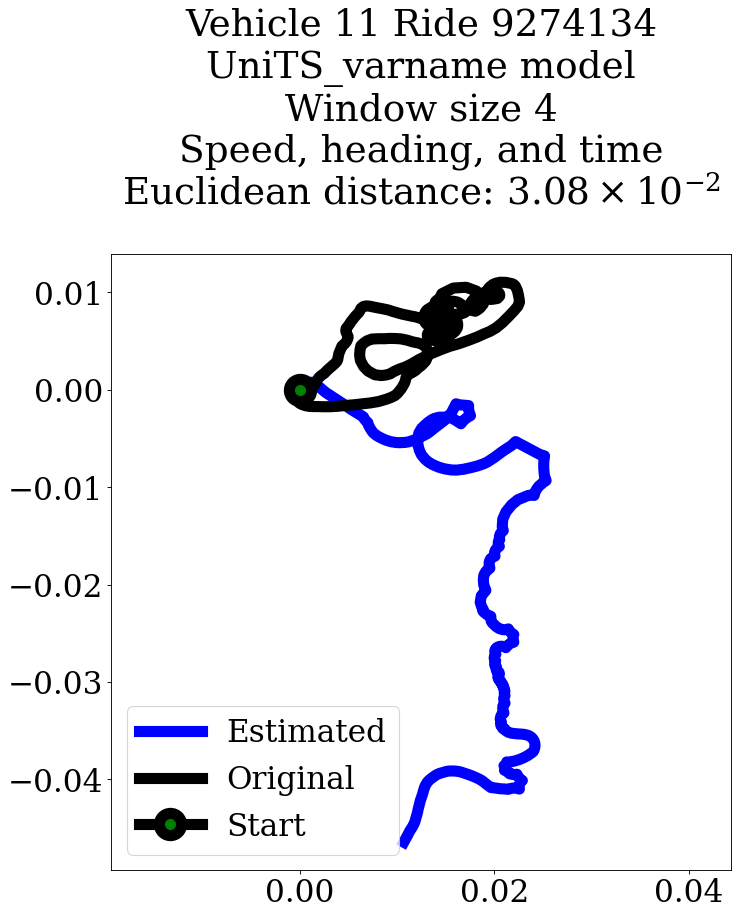 Vehicle 11 Ride 9274134
UniTS_varname model
Window size 4
Speed, heading, and time
Euclidean distance: 3.08 × 10⁻²
0.01
0.00
−0.01
−0.02
−0.03
−0.04
Estimated
Original
Start
0.00 0.02 0.04